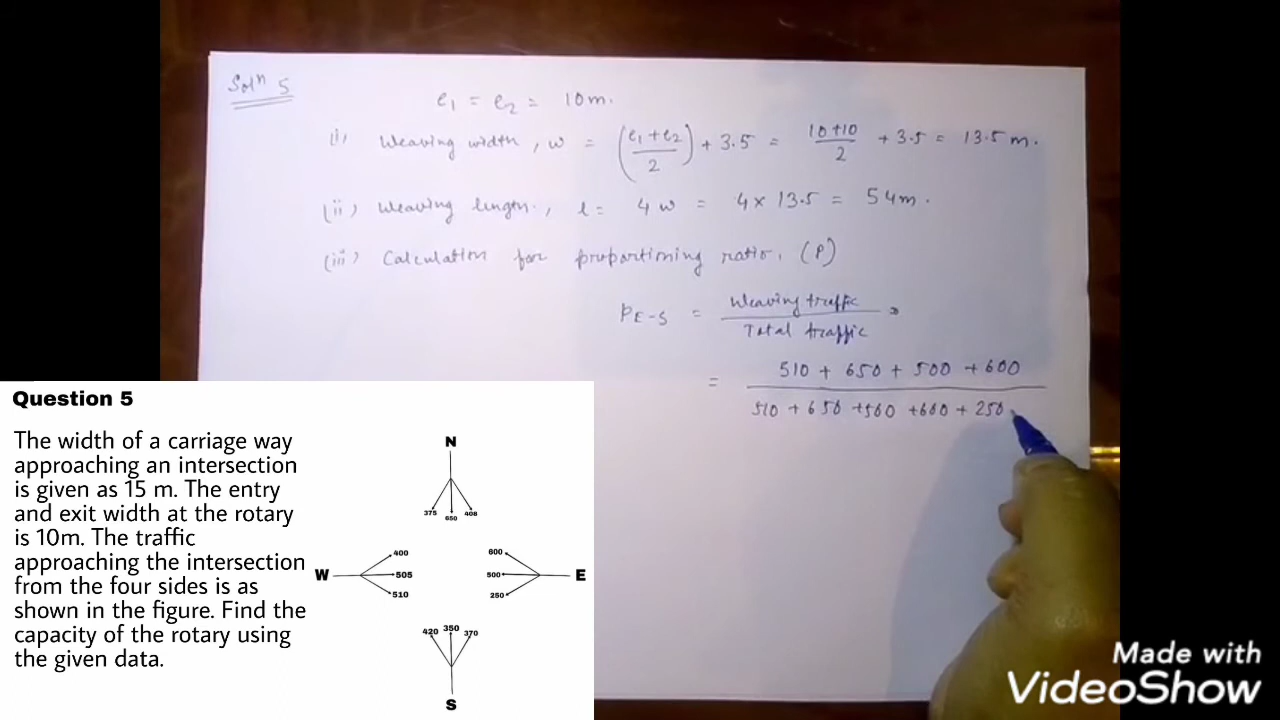 Solⁿ 5
e₁ = e₂ = 10m.
(i) Weaving width, w = (e₁+e₂/2) + 3.5 = 10+10/2 + 3.5 = 13.5 m.
(ii) Weaving length, l = 4w = 4 x 13.5 = 54m.
(iii) Calculation for proportioning ratio, (P)
P E-S = Weaving traffic / Total traffic
= 510 + 650 + 500 + 600
510 + 650 + 500 + 600 + 250
Question 5
The width of a carriage way
approaching an intersection
is given as 15 m. The entry
and exit width at the rotary
is 10m. The traffic
approaching the intersection
from the four sides is as
shown in the figure. Find the
capacity of the rotary using
the given data.
N
375 650 408
W
400
505
510
600
500
250
E
420 350 370
S
Made with
VideoShow